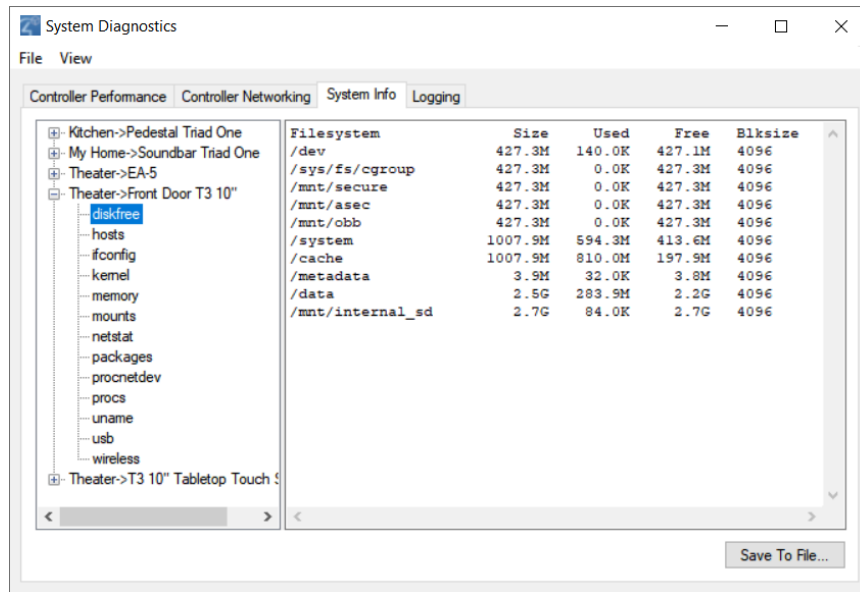 System Diagnostics
File View
Controller Performance Controller Networking System Info Logging
Kitchen->Pedestal Triad One
My Home->Soundbar Triad One
Theater->EA-5
Theater->Front Door T3 10"
diskfree
hosts
ifconfig
kernel
memory
mounts
netstat
packages
procnetdev
procs
uname
usb
wireless
Theater->T3 10" Tabletop Touch S
Filesystem Size Used Free Blksize
/dev 427.3M 140.0K 427.1M 4096
/sys/fs/cgroup 427.3M 0.0K 427.3M 4096
/mnt/secure 427.3M 0.0K 427.3M 4096
/mnt/asec 427.3M 0.0K 427.3M 4096
/mnt/obb 427.3M 0.0K 427.3M 4096
/system 1007.9M 594.3M 413.6M 4096
/cache 1007.9M 810.0M 197.9M 4096
/metadata 3.9M 32.0K 3.8M 4096
/data 2.5G 283.9M 2.2G 4096
/mnt/internal_sd 2.7G 84.0K 2.7G 4096
Save To File...